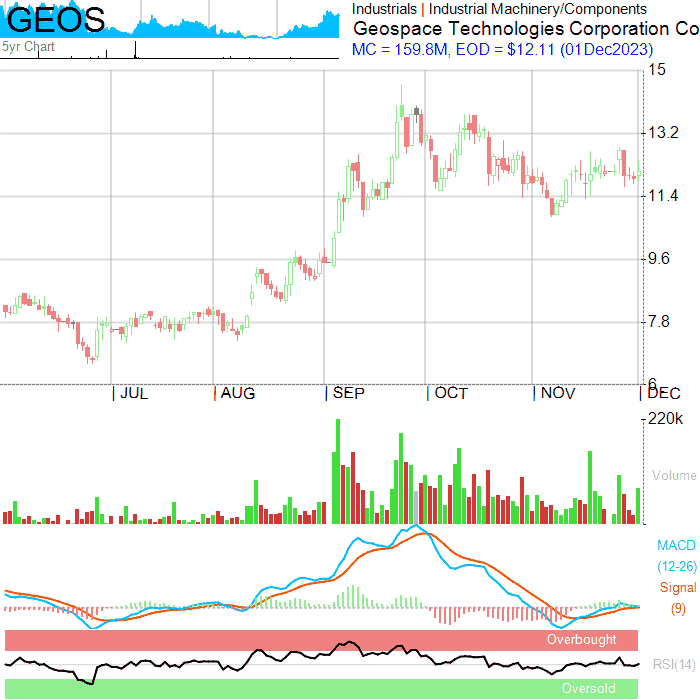 GEOS
5yr Chart
Industrials | Industrial Machinery/Components
Geospace Technologies Corporation Co
MC = 159.8M, EOD = $12.11 (01Dec2023)
15
13.2
11.4
9.6
7.8
6
JUL
AUG
SEP
OCT
NOV
DEC
220k
Volume
MACD
(12-26)
Signal
(9)
Overbought
RSI(14)
Oversold